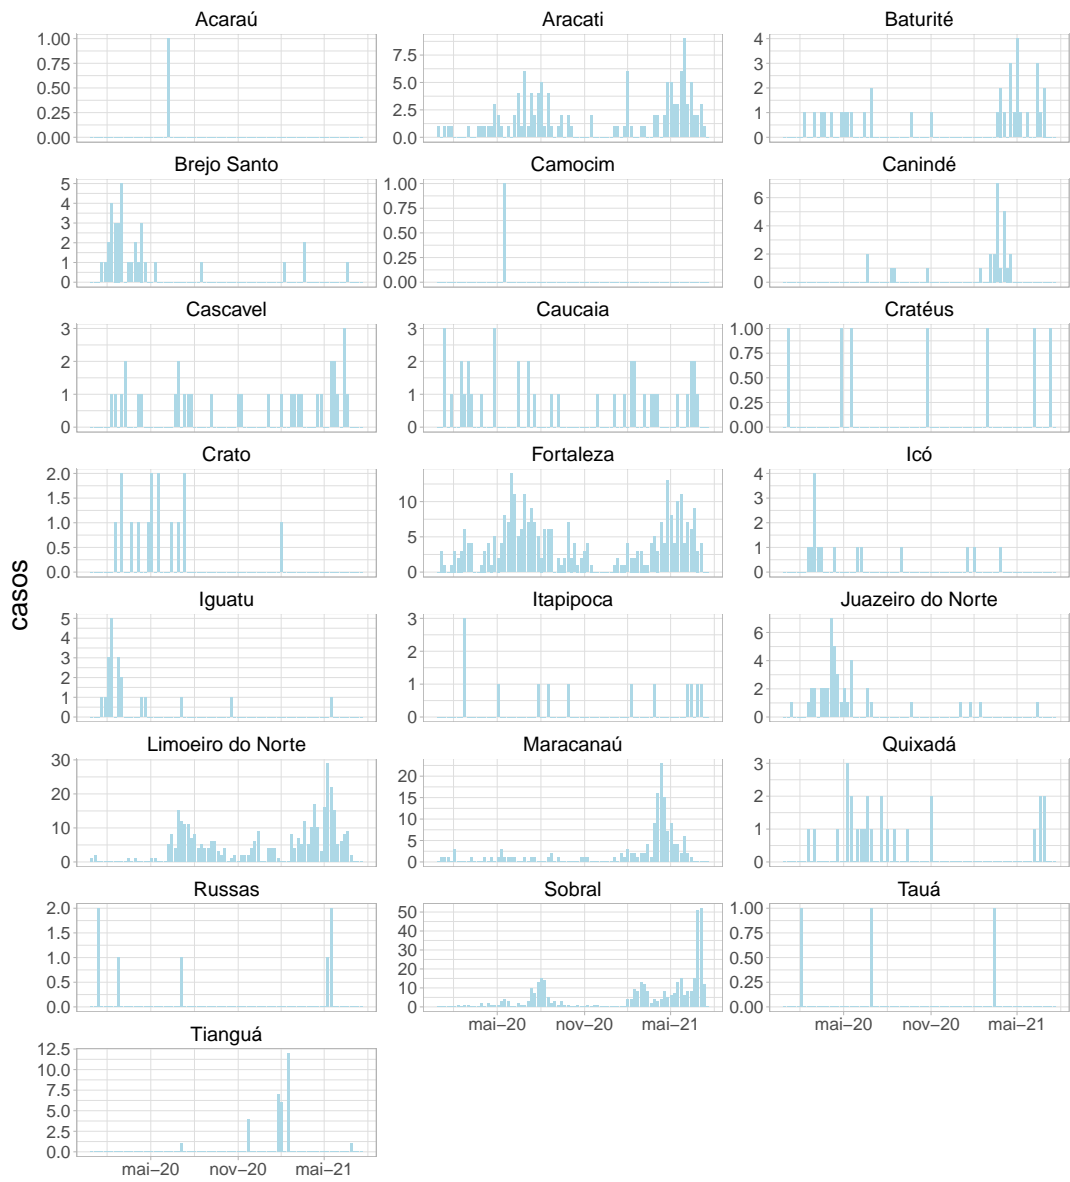 Acaraú Aracati Baturité
1.00 0.75 0.50 0.25 0.00
7.5 5.0 2.5 0.0
4 3 2 1 0
Brejo Santo Camocim Canindé
5 4 3 2 1 0
1.00 0.75 0.50 0.25 0.00
6 4 2 0
Cascavel Caucaia Cratéus
3 2 1 0
3 2 1 0
1.00 0.75 0.50 0.25 0.00
Crato Fortaleza Icó
2.0 1.5 1.0 0.5 0.0
10 5 0
4 3 2 1 0
casos
Iguatu Itapipoca Juazeiro do Norte
5 4 3 2 1 0
3 2 1 0
6 4 2 0
Limoeiro do Norte Maracanaú Quixadá
30 20 10 0
20 15 10 5 0
3 2 1 0
Russas Sobral Tauá
2.0 1.5 1.0 0.5 0.0
50 40 30 20 10 0
1.00 0.75 0.50 0.25 0.00
mai−20 nov−20 mai−21
mai−20 nov−20 mai−21
Tianguá
12.5 10.0 7.5 5.0 2.5 0.0
mai−20 nov−20 mai−21